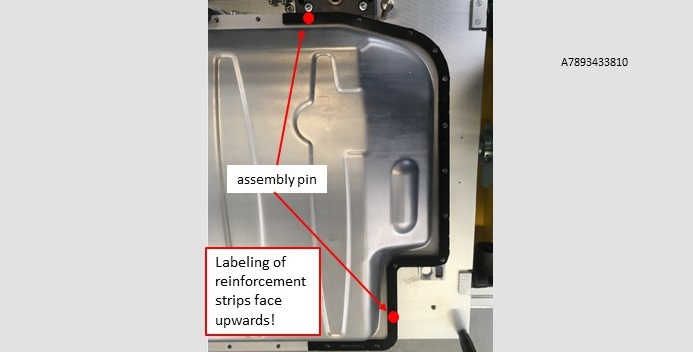 A7893433810
assembly pin
Labeling of
reinforcement
strips face
upwards!